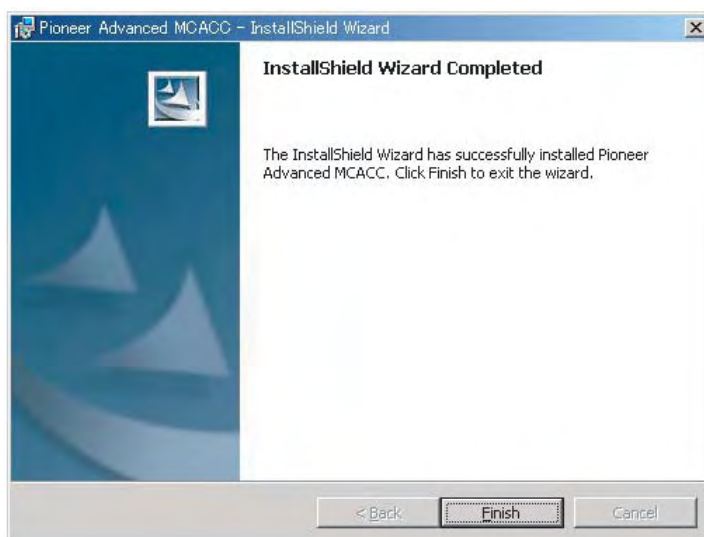 Pioneer Advanced MCACC - InstallShield Wizard
InstallShield Wizard Completed
The InstallShield Wizard has successfully installed Pioneer
Advanced MCACC. Click Finish to exit the wizard.
< Back
Finish
Cancel